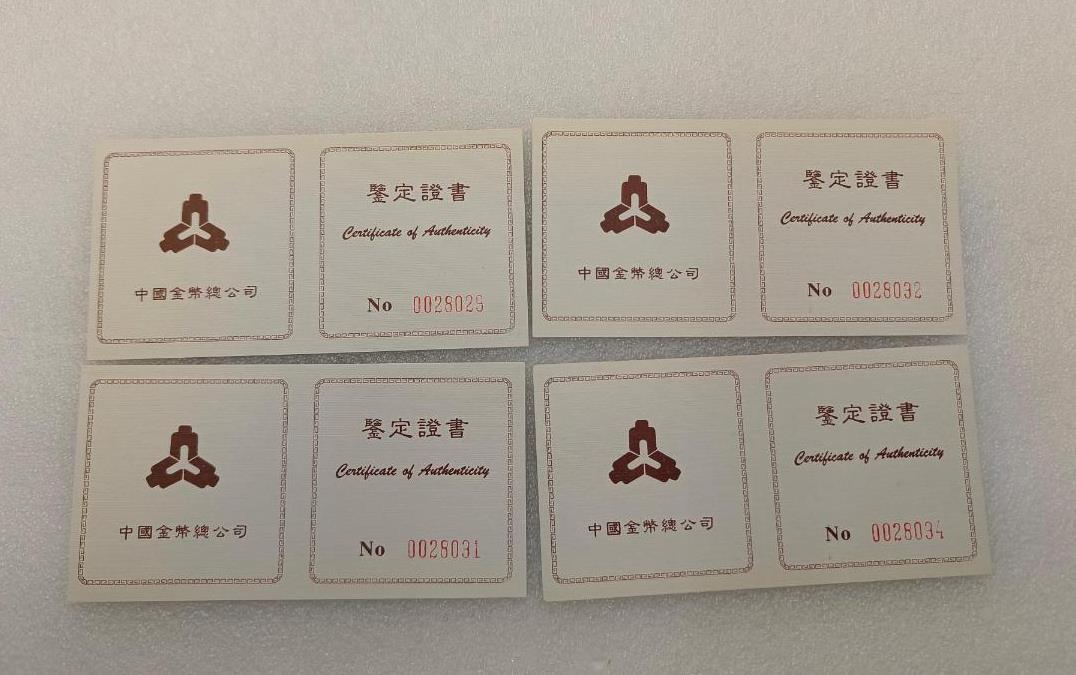 中國金幣總公司
鑒定證書
Certificate of Authenticity
No 0028029
中國金幣總公司
鑒定證書
Certificate of Authenticity
No 0028032
中國金幣總公司
鑒定證書
Certificate of Authenticity
No 0028031
中國金幣總公司
鑒定證書
Certificate of Authenticity
No 0028034